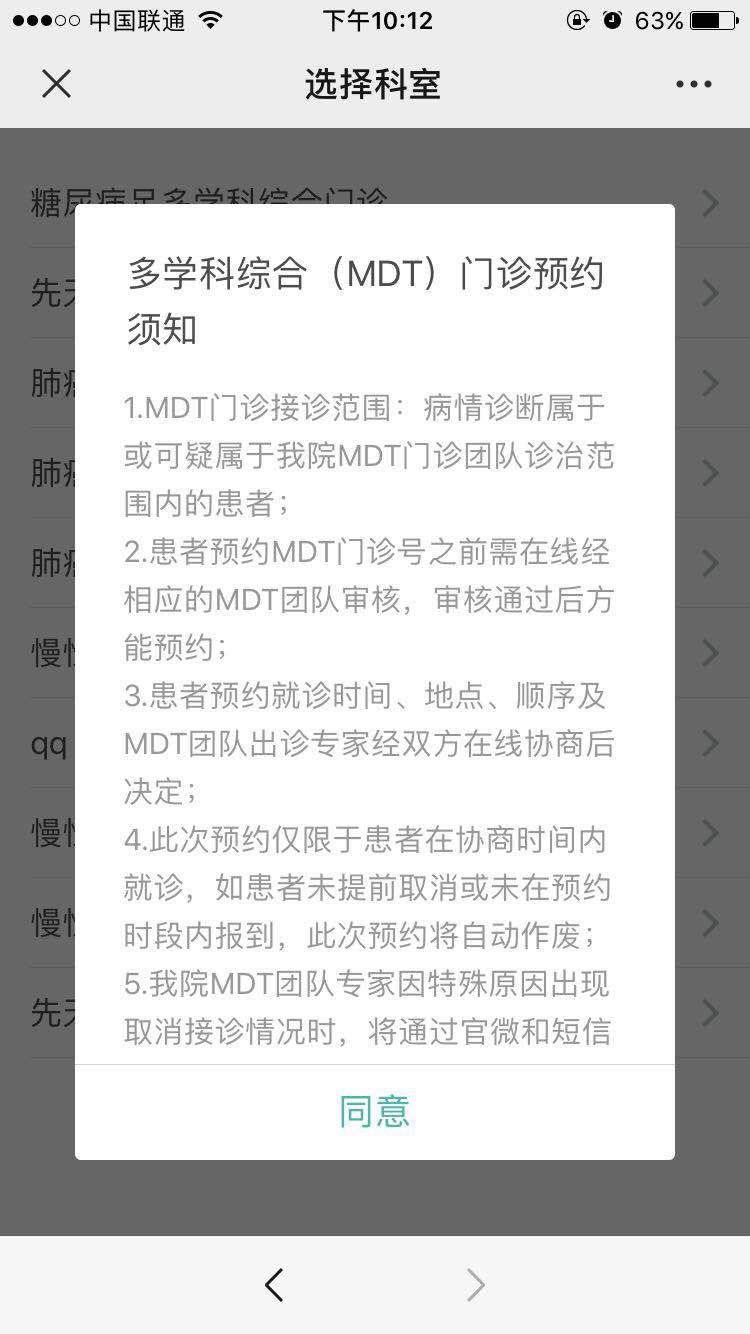 中国联通
下午10:12
63%
选择科室
糖尿病足多学科综合门诊
多学科综合（MDT）门诊预约
须知
先天
1.MDT门诊接诊范围：病情诊断属于
或可疑属于我院MDT门诊团队诊治范
围内的患者；
2.患者预约MDT门诊号之前需在线经
相应的MDT团队审核，审核通过后方
能预约；
3.患者预约就诊时间、地点、顺序及
MDT团队出诊专家经双方在线协商后
决定；
4.此次预约仅限于患者在协商时间内
就诊，如患者未提前取消或未在预约
时段内报到，此次预约将自动作废；
5.我院MDT团队专家因特殊原因出现
取消接诊情况时，将通过官微和短信
肺
肺
肺
慢
qq
慢
慢
先天
同意